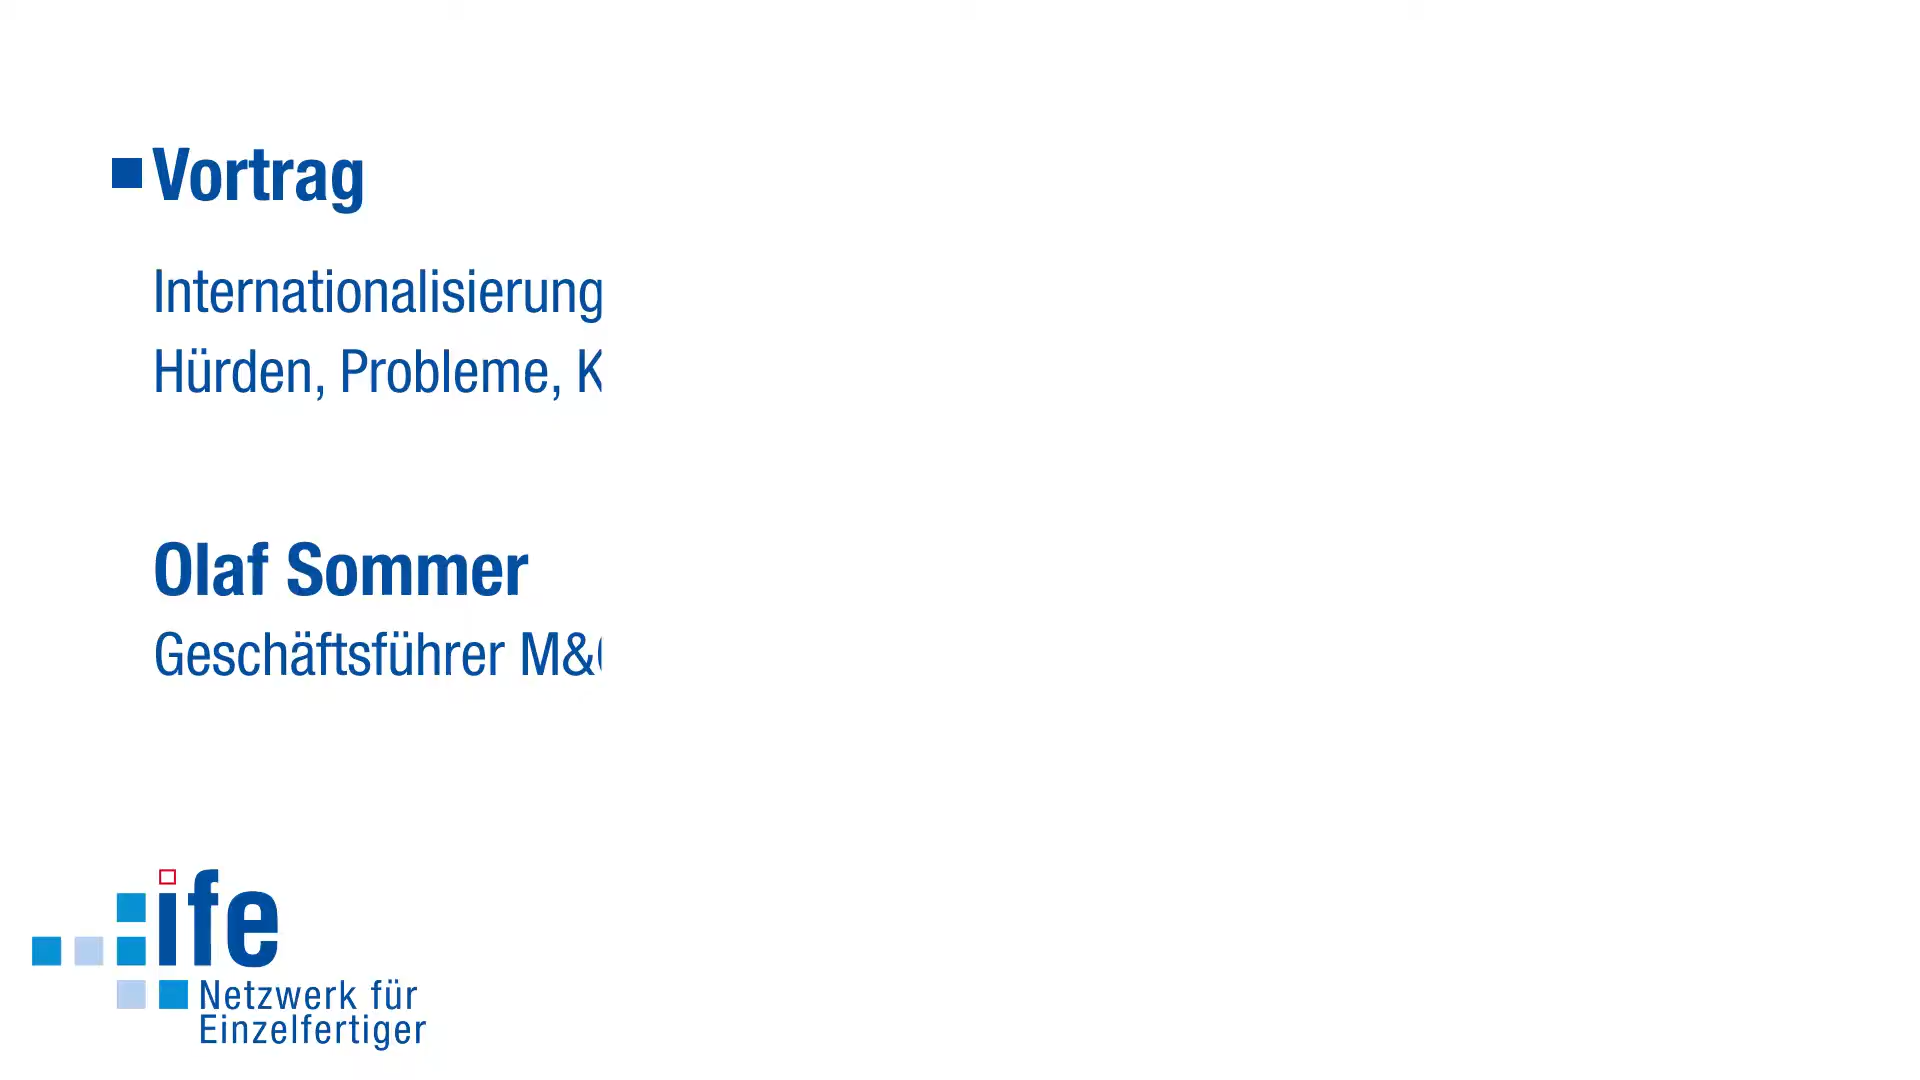 Vortrag
Internationalisierung
Hürden, Probleme,
Olaf Sommer
Geschäftsführer
ife
Netzwerk für
Einzelfertiger